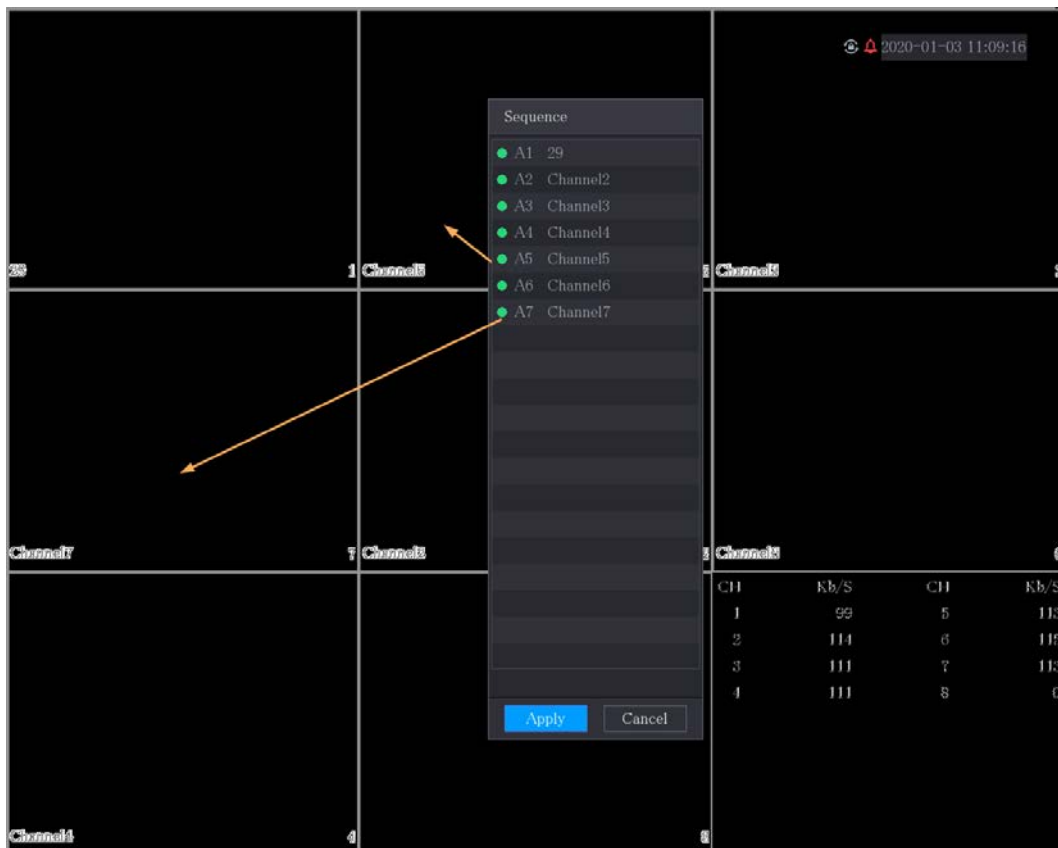 2020-01-03 11:09:16
Sequence
A1 29
A2 Channel2
A3 Channel3
A4 Channel4
A5 Channel5
A6 Channel6
A7 Channel7
Apply Cancel
29 1
Channel7 7
Channel4 4
8
CH Kb/S CH Kb/S
1 99 5
2 114 6
3 111 7
4 111 8